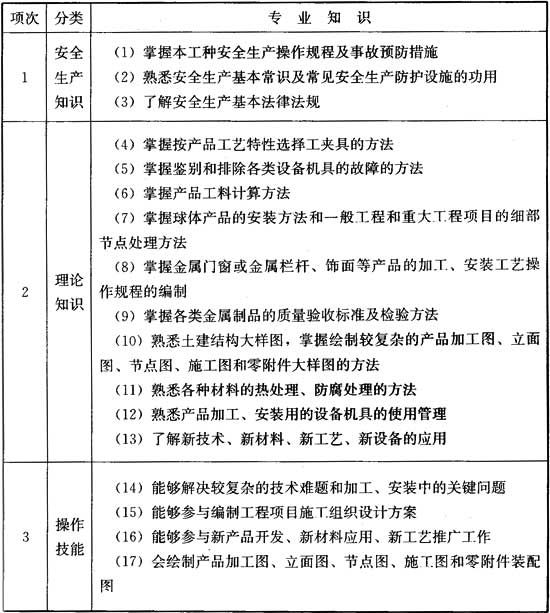 项次 分类 专业知识
1
安全
生产
知识
（1）掌握本工种安全生产操作规程及事故预防措施
（2）熟悉安全生产基本常识及常见安全生产防护设施的功用
（3）了解安全生产基本法律法规
2
理论
知识
（4）掌握按产品工艺特性选择工夹具的方法
（5）掌握鉴别和排除各类设备机具的故障的方法
（6）掌握产品工料计算方法
（7）掌握球体产品的安装方法和一般工程和重大工程项目的细部
节点处理方法
（8）掌握金属门窗或金属栏杆、饰面等产品的加工、安装工艺操
作规程的编制
（9）掌握各类金属制品的质量验收标准及检验方法
（10）熟悉土建结构大样图，掌握绘制较复杂的产品加工图、立面
图、节点图、施工图和零附件大样图的方法
（11）熟悉各种材料的热处理、防腐处理的方法
（12）熟悉产品加工、安装用的设备机具的使用管理
（13）了解新技术、新材料、新工艺、新设备的应用
3
操作
技能
（14）能够解决较复杂的技术难题和加工、安装中的关键问题
（15）能够参与编制工程项目施工组织设计方案
（16）能够参与新产品开发、新材料应用、新工艺推广工作
（17）会绘制产品加工图、立面图、节点图、施工图和零附件装配
图